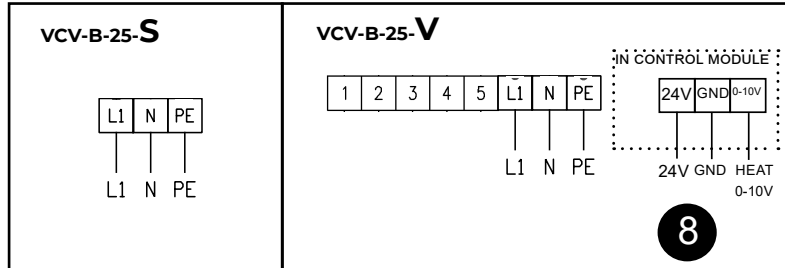 VCV-B-25-S
L1 N PE
L1 N PE
VCV-B-25-V
1 2 3 4 5 L1 N PE
L1 N PE
IN CONTROL MODULE
24V GND 0-10V
24V GND HEAT
0-10V
8